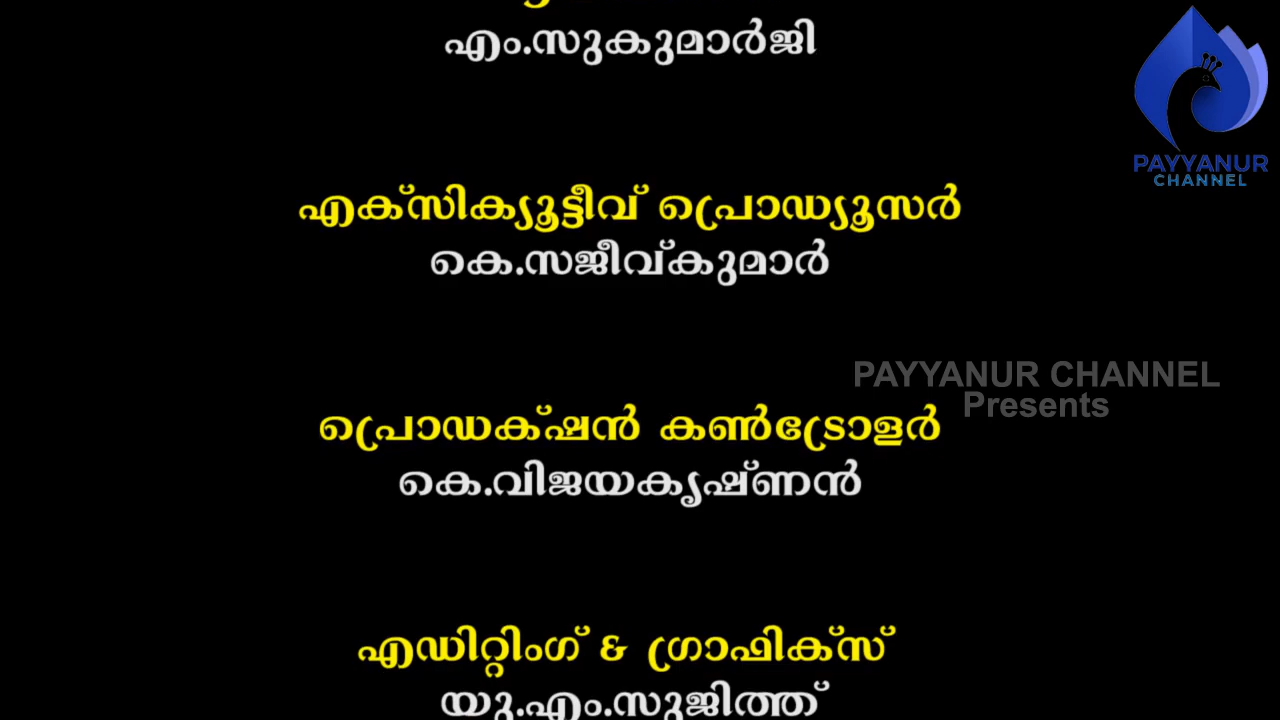 എം.സുകുമാർജി
PAYYANUR
CHANNEL
എക്സിക്യൂട്ടീവ് പ്രൊഡ്യൂസർ
കെ.സജീവ്കുമാർ
PAYYANUR CHANNEL
Presents
പ്രൊഡക്ഷൻ കൺട്രോളർ
കെ.വിജയകൃഷ്ണൻ
എഡിറ്റിംഗ് & ഗ്രാഫിക്സ്
യു.എം.സുജിത്ത്